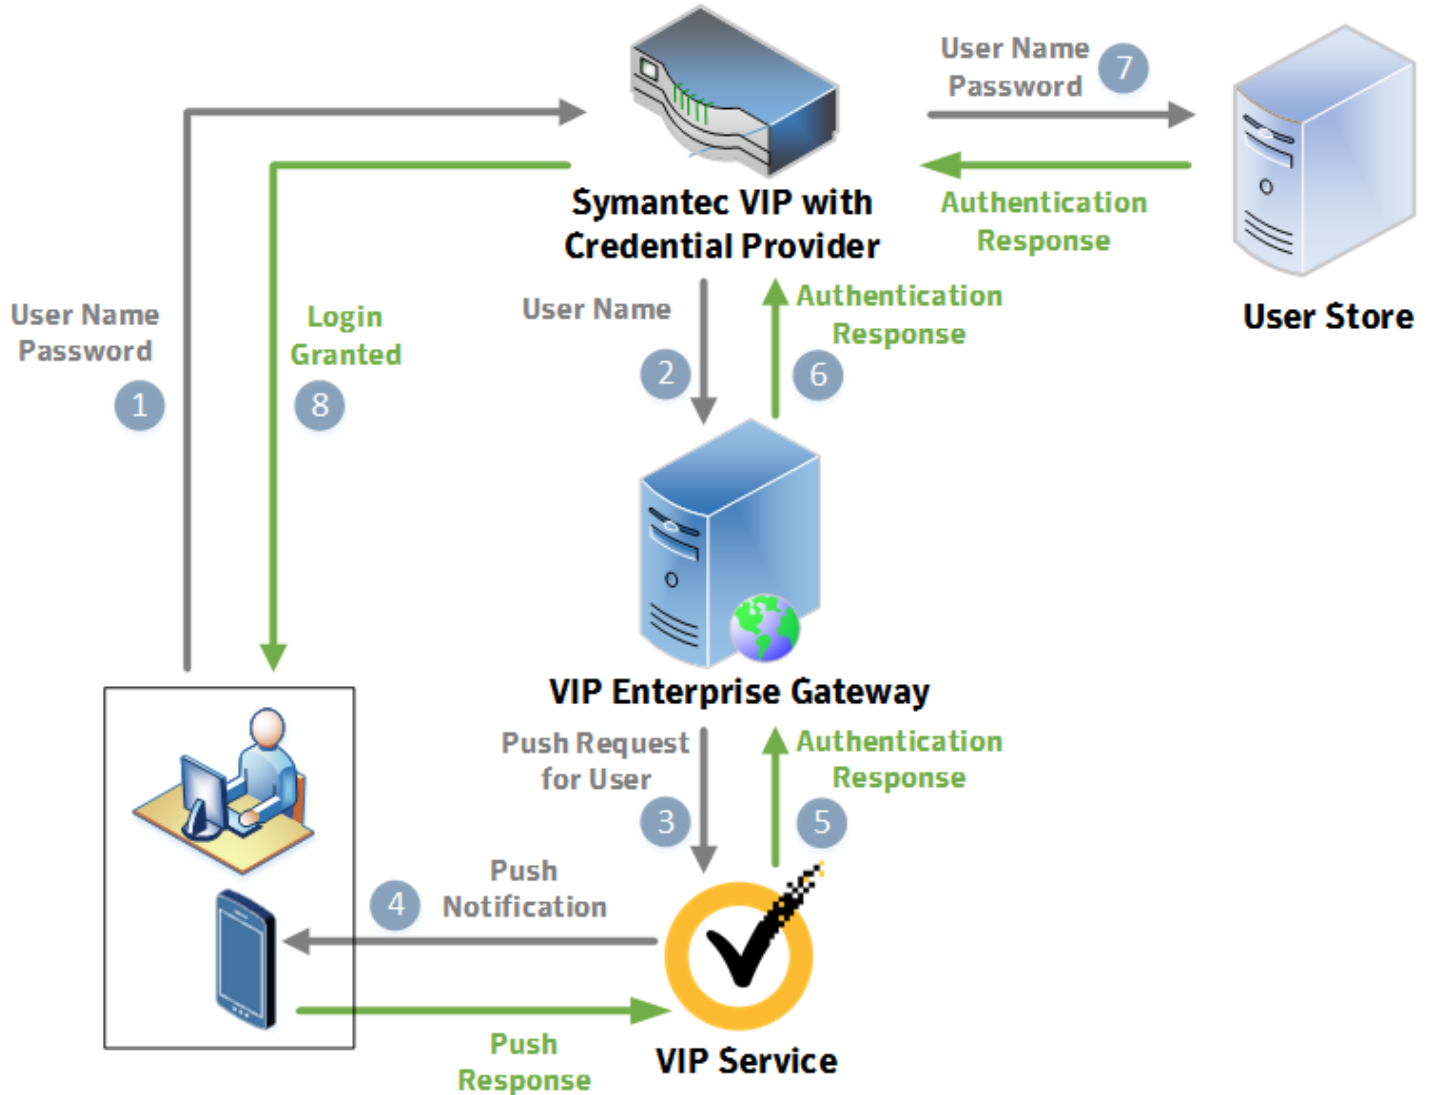 User Name
Password
7
Symantec VIP with
Credential Provider
Authentication
Response
User Store
User Name
Password
1
Login
Granted
8
User Name
2
Authentication
Response
6
VIP Enterprise Gateway
Push Request
for User
3
Authentication
Response
5
Push
Notification
4
Push
Response
VIP Service